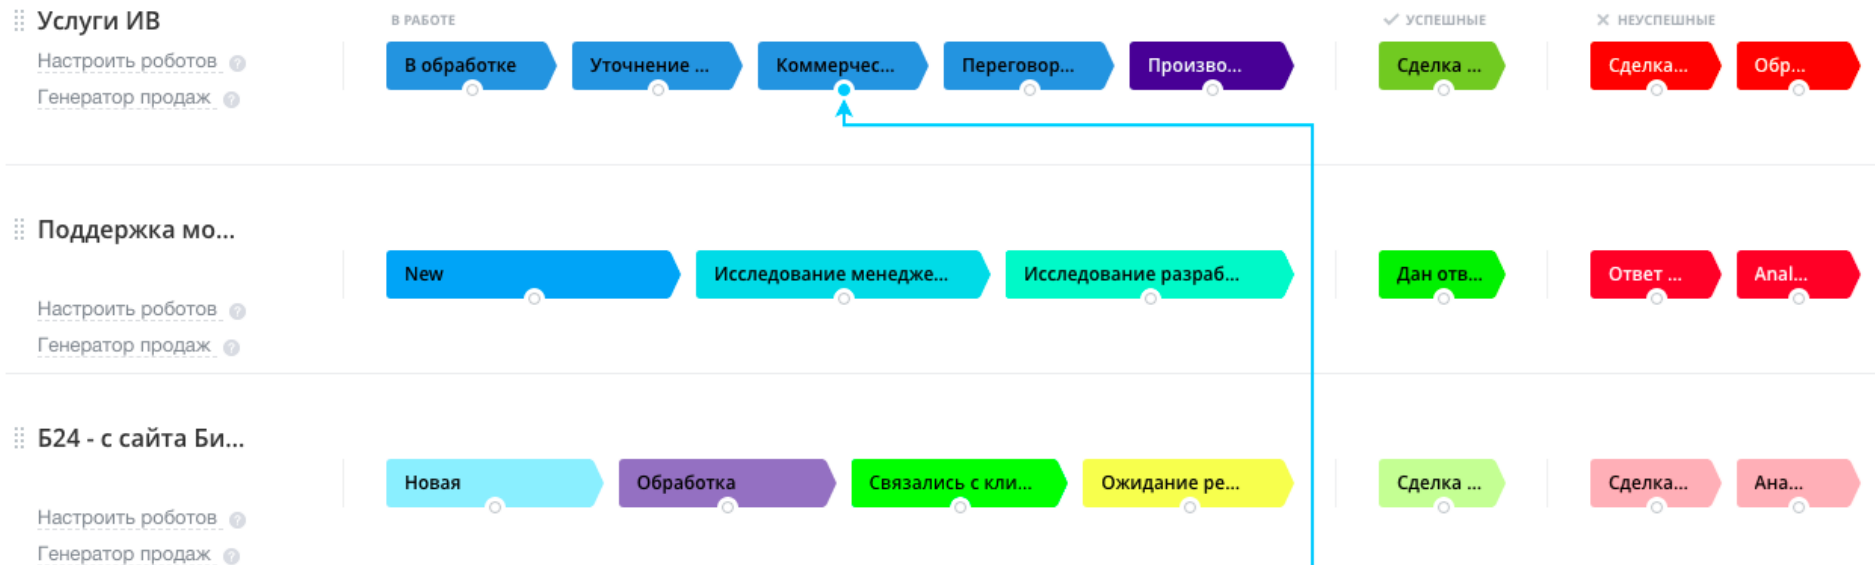 Услуги ИВ
В РАБОТЕ
УСПЕШНЫЕ
НЕУСПЕШНЫЕ
Настроить роботов ?
Генератор продаж ?
В обработке
Уточнение ...
Коммерчес...
Переговор...
Произво...
Сделка ...
Сделка...
Обр...
Поддержка мо...
Настроить роботов ?
Генератор продаж ?
New
Исследование менедже...
Исследование разраб...
Дан отв...
Ответ ...
Anal...
Б24 - с сайта Би...
Настроить роботов ?
Генератор продаж ?
Новая
Обработка
Связались с кли...
Ожидание ре...
Сделка ...
Сделка...
Ана...